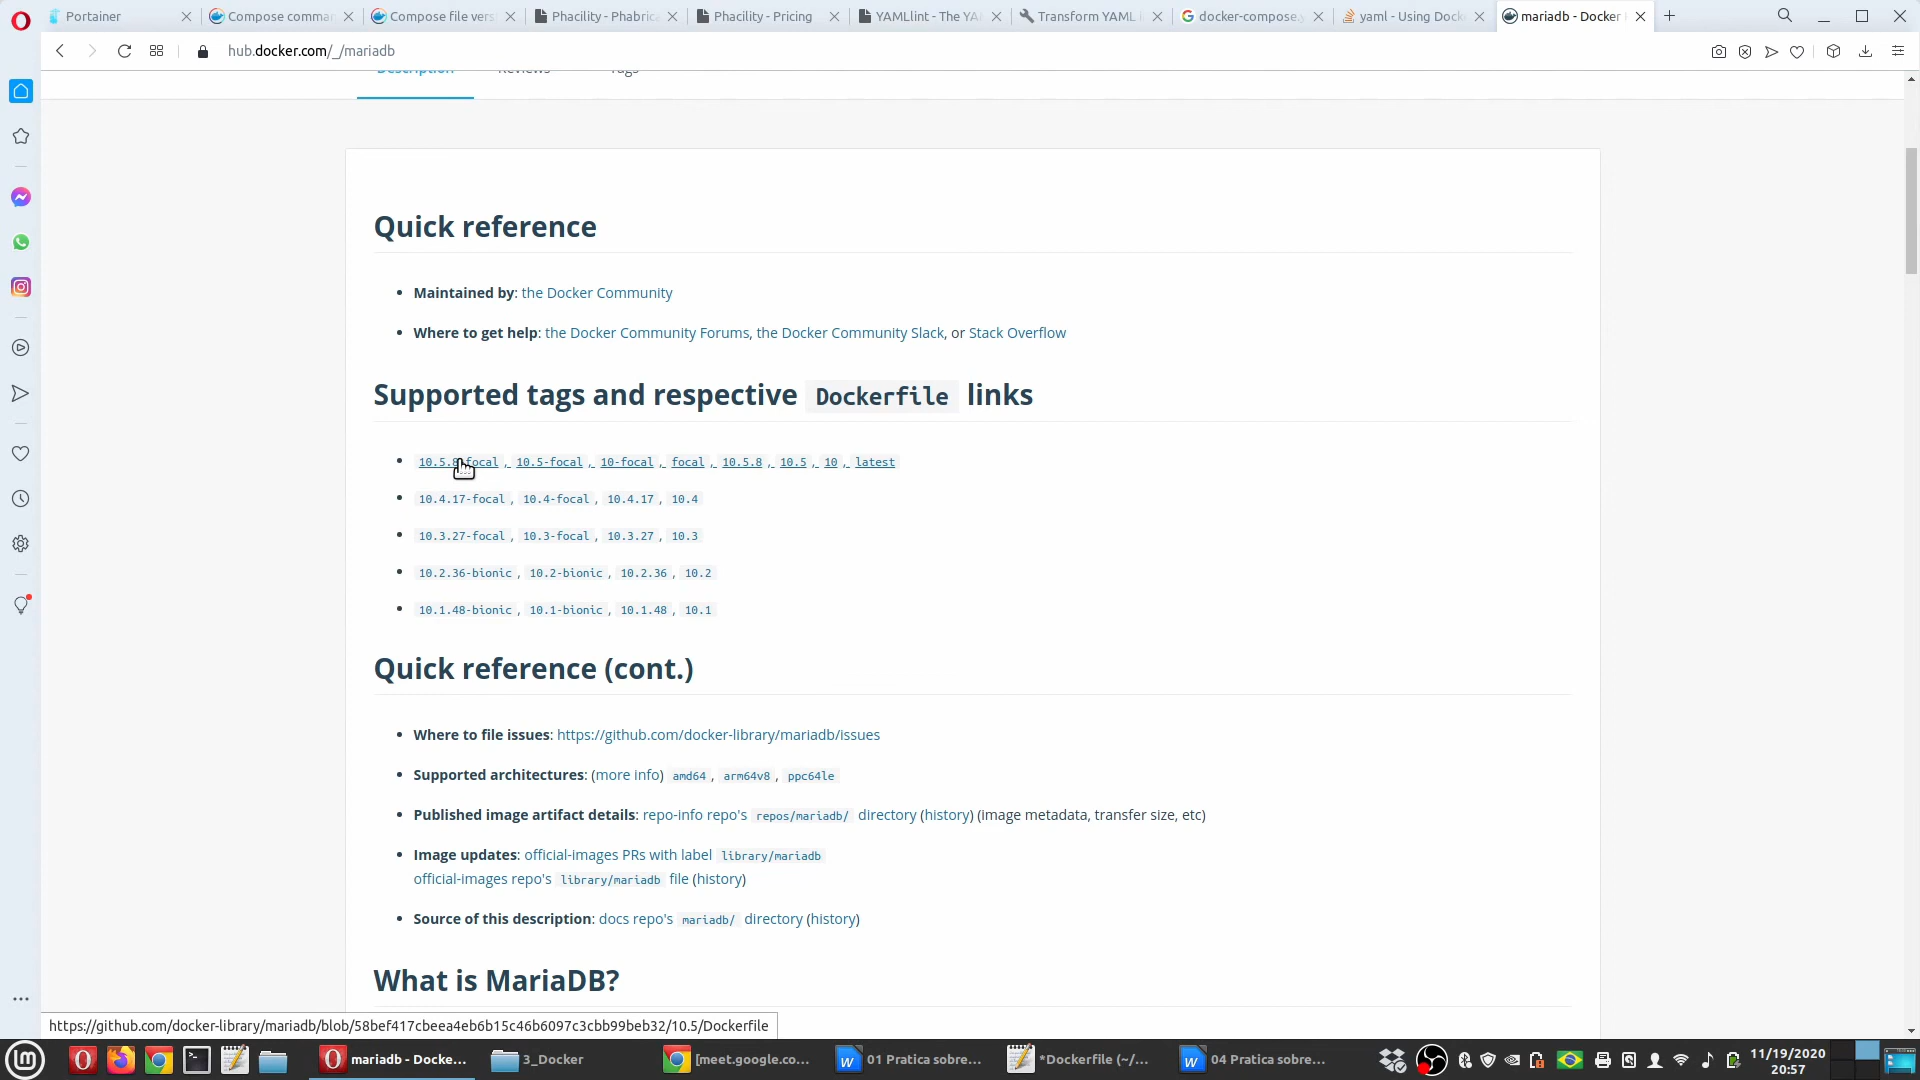 Portainer
Compose comma
Compose file vers
Phacility - Phabric
Phacility - Pricing
YAMLlint - The YA
Transform YAML i
docker-compose.y
yaml - Using Dock
mariadb - Docker
hub.docker.com/_/mariadb
Description Reviews Tags
Quick reference
• Maintained by: the Docker Community
• Where to get help: the Docker Community Forums, the Docker Community Slack, or Stack Overflow
Supported tags and respective Dockerfile links
• 10.5.8-focal, 10.5-focal, 10-focal, focal, 10.5.8, 10.5, 10, latest
• 10.4.17-focal, 10.4-focal, 10.4.17, 10.4
• 10.3.27-focal, 10.3-focal, 10.3.27, 10.3
• 10.2.36-bionic, 10.2-bionic, 10.2.36, 10.2
• 10.1.48-bionic, 10.1-bionic, 10.1.48, 10.1
Quick reference (cont.)
• Where to file issues: https://github.com/docker-library/mariadb/issues
• Supported architectures: (more info) amd64, arm64v8, ppc64le
• Published image artifact details: repo-info repo's repos/mariadb/ directory (history) (image metadata, transfer size, etc)
• Image updates: official-images PRs with label library/mariadb
official-images repo's library/mariadb file (history)
• Source of this description: docs repo's mariadb/ directory (history)
What is MariaDB?
https://github.com/docker-library/mariadb/blob/58bef417cbeea4eb6b15c46b6097c3cbb99beb32/10.5/Dockerfile
mariadb - Docke...
3_Docker
[meet.google.co...
01 Pratica sobre...
*Dockerfile (~/...
04 Pratica sobre...
11/19/2020
20:57